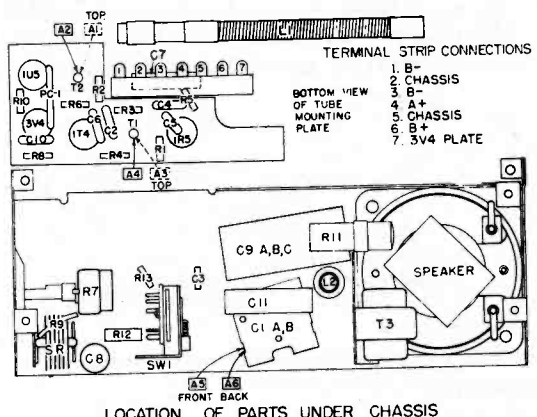 TOP
A2
A1
T2
L1
C7
TERMINAL STRIP CONNECTIONS
1. B-
2. CHASSIS
3. B-
4. A+
5. CHASSIS
6. B+
7. 3V4 PLATE
BOTTOM VIEW
OF TUBE
MOUNTING
PLATE
1 2 3 4 5 6 7
1U5
PC-1
R10
R2
R6
C4
3V4
C6
R3
C2
C5
1T4
T1
1R5
C10
R1
R8
R4
A4
A3
TOP
C9 A,B,C
R11
SPEAKER
L2
R13
C3
R7
C11
C1 A,B
T3
R9
SR
R12
C8
SW1
A5
A6
FRONT BACK
LOCATION OF PARTS UNDER CHASSIS